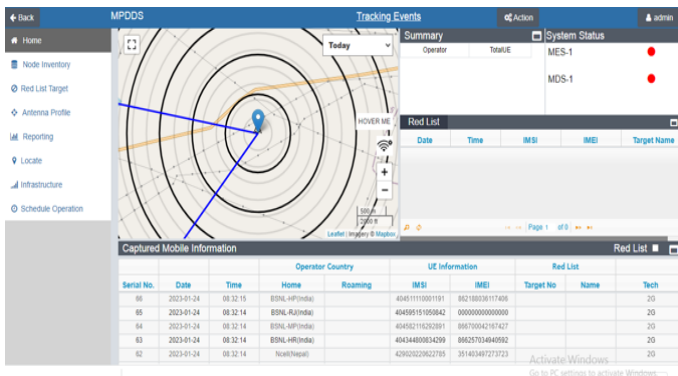 Back
MPDDS
Tracking Events
Action
admin
Home
Node Inventory
Red List Target
Antenna Profile
Reporting
Locate
Infrastructure
Schedule Operation
Today
HOVER ME
+
−
500 m
2000 ft
Leaflet | Imagery © Mapbox
Summary
Operator TotalUE
System Status
MES-1
MDS-1
Red List
Date Time IMSI IMEI Target Name
Page 1 of 0
Captured Mobile Information Red List
Operator Country UE Information Red List
Serial No. Date Time Home Roaming IMSI IMEI Target No Name Tech
66 2023-01-24 08:32:15 BSNL-HP(India) 404511110001191 862180036117406 2G
65 2023-01-24 08:32:14 BSNL-RJ(India) 404595151050842 000000000000000 2G
64 2023-01-24 08:32:14 BSNL-MP(India) 404582116292891 866700042167427 2G
63 2023-01-24 08:32:14 BSNL-HR(India) 404344800834299 866257034940592 2G
62 2023-01-24 08:32:14 Ncell(Nepal) 429020229622785 351403497273723 2G
Activate Windows
Go to PC settings to activate Windows.